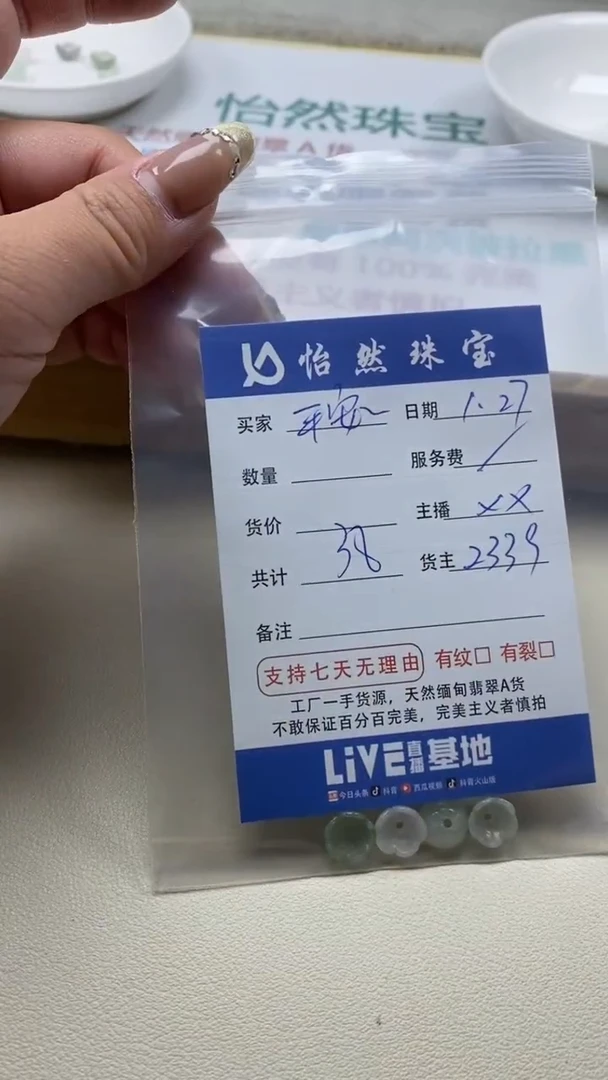 怡然珠宝
怡然珠宝
买家 平安 日期 1.27
数量 服务费 /
货价 主播 XX
共计 38 货主 2339
备注
支持七天无理由 有纹□ 有裂□
工厂一手货源，天然缅甸翡翠A货
不敢保证百分百完美，完美主义者慎拍
LiVE直播基地
今日头条 抖音 西瓜视频 抖音火山版